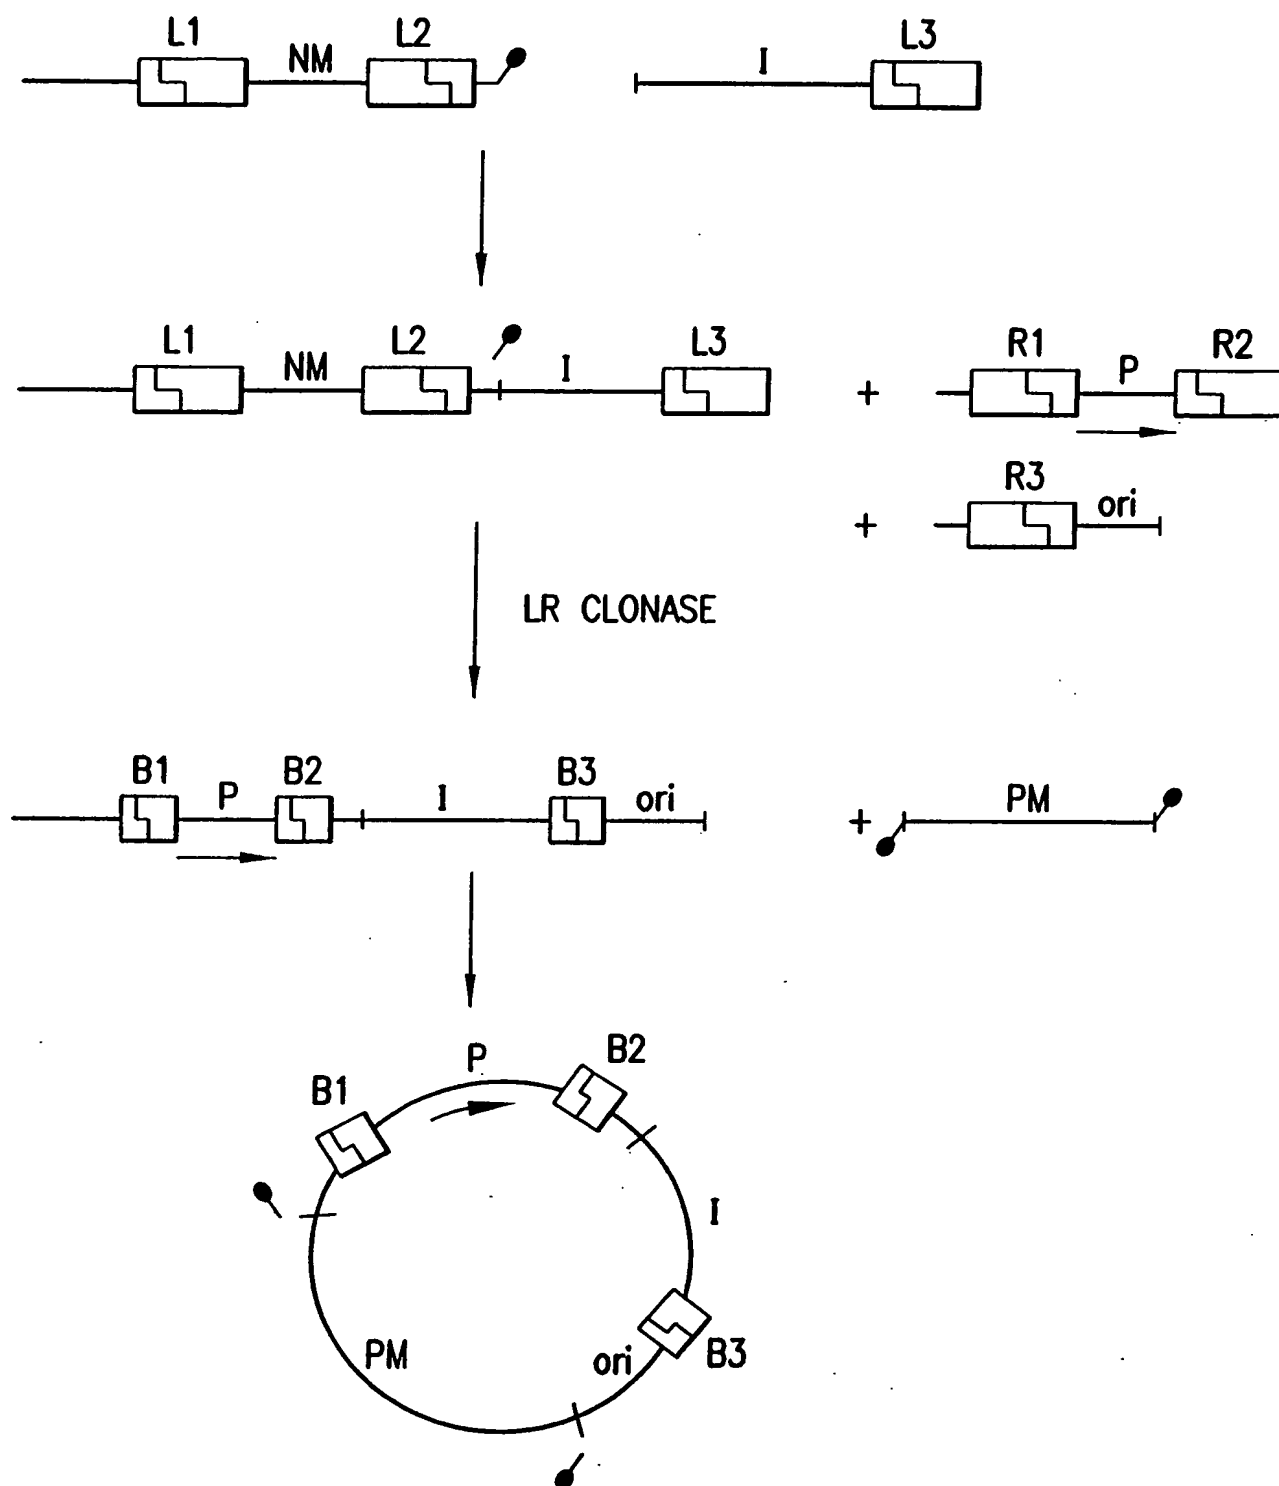 L1 NM L2 I L3
L1 NM L2 I L3 + R1 P R2
+ R3 ori
LR CLONASE
B1 P B2 I B3 ori + PM
P B2
B1
I
PM ori B3